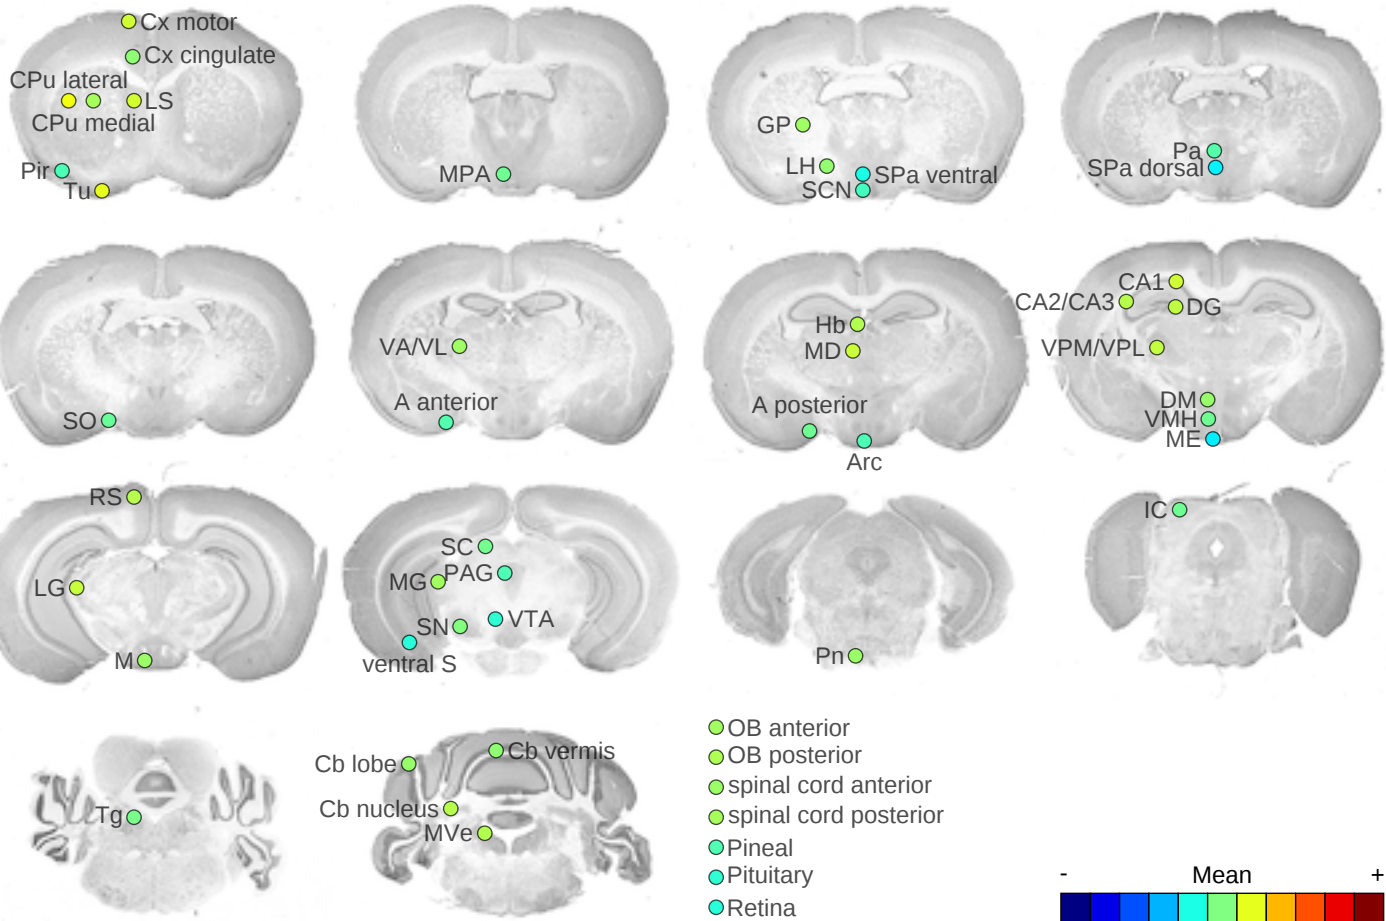 Cx motor
Cx cingulate
CPu lateral
LS
CPu medial
Pir
Tu
MPA
GP
LH
SPa ventral
SCN
Pa
SPa dorsal
SO
VA/VL
A anterior
Hb
MD
A posterior
Arc
CA1
CA2/CA3
DG
VPM/VPL
DM
VMH
ME
RS
LG
M
SC
PAG
MG
SN
VTA
ventral S
Pn
IC
Tg
Cb vermis
Cb lobe
Cb nucleus
MVe
OB anterior
OB posterior
spinal cord anterior
spinal cord posterior
Pineal
Pituitary
Retina
- Mean +